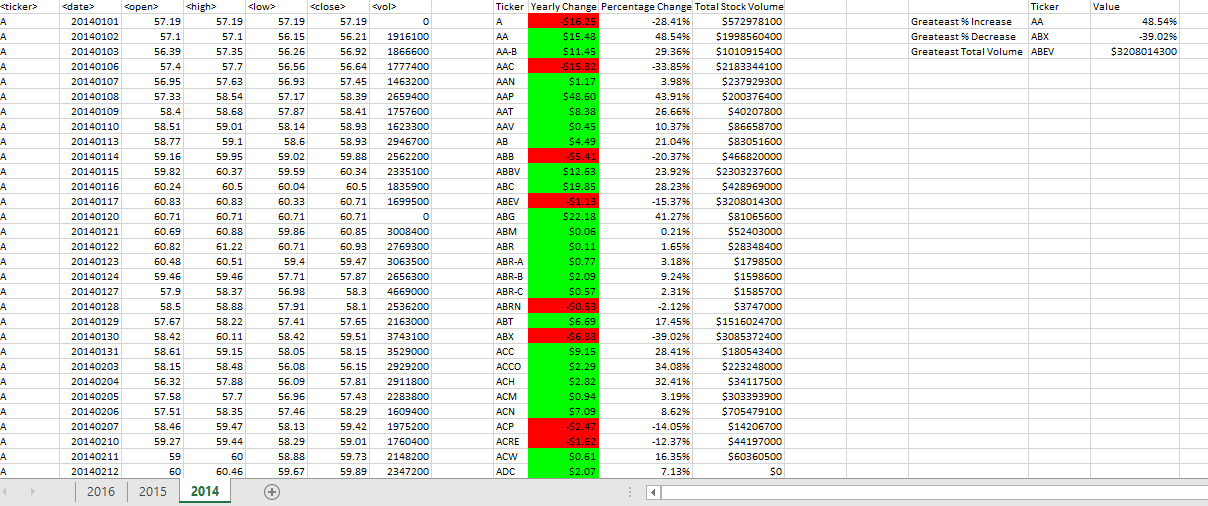 <ticker> <date> <open> <high> <low> <close> <vol> Ticker Yearly Change Percentage Change Total Stock Volume Ticker Value
A 20140101 57.19 57.19 57.19 57.19 0 A -$16.25 -28.41% $572978100 Greateast % Increase AA 48.54%
A 20140102 57.1 57.1 56.15 56.21 1916100 AA $15.48 48.54% $1998560400 Greateast % Decrease ABX -39.02%
A 20140103 56.39 57.35 56.26 56.92 1866600 AA-B $11.45 29.36% $1010915400 Greateast Total Volume ABEV $3208014300
A 20140106 57.4 57.7 56.56 56.64 1777400 AAC -$15.82 -33.85% $2183344100
A 20140107 56.95 57.63 56.93 57.45 1463200 AAN $1.17 3.98% $237929300
A 20140108 57.33 58.54 57.17 58.39 2659400 AAP $48.60 43.91% $200376400
A 20140109 58.4 58.68 57.87 58.41 1757600 AAT $8.38 26.66% $40207800
A 20140110 58.51 59.01 58.14 58.93 1623300 AAV $0.45 10.37% $86658700
A 20140113 58.77 59.1 58.6 58.93 2946700 AB $4.49 21.04% $83051600
A 20140114 59.16 59.95 59.02 59.88 2562200 ABB -$5.41 -20.37% $466820000
A 20140115 59.82 60.37 59.59 60.34 2335100 ABBV $12.63 23.92% $2303237600
A 20140116 60.24 60.5 60.04 60.5 1835900 ABC $19.85 28.23% $428969000
A 20140117 60.83 60.83 60.33 60.71 1699500 ABEV -$1.13 -15.37% $3208014300
A 20140120 60.71 60.71 60.71 60.71 0 ABG $22.18 41.27% $81065600
A 20140121 60.69 60.88 59.86 60.85 3008400 ABM $0.06 0.21% $52403000
A 20140122 60.82 61.22 60.71 60.93 2769300 ABR $0.11 1.65% $28348400
A 20140123 60.48 60.51 59.4 59.47 3063500 ABR-A $0.77 3.18% $1798500
A 20140124 59.46 59.46 57.71 57.87 2656300 ABR-B $2.09 9.24% $1598600
A 20140127 57.9 58.37 56.98 58.3 4669000 ABR-C $0.57 2.31% $1585700
A 20140128 58.5 58.88 57.91 58.1 2536200 ABRN -$0.53 -2.12% $3747000
A 20140129 57.67 58.22 57.41 57.65 2163000 ABT $6.69 17.45% $1516024700
A 20140130 58.42 60.11 58.42 59.51 3743100 ABX -$6.88 -39.02% $3085372400
A 20140131 58.61 59.15 58.05 58.15 3529000 ACC $9.15 28.41% $180543400
A 20140203 58.15 58.48 56.08 56.15 2929200 ACCO $2.29 34.08% $223248000
A 20140204 56.32 57.88 56.09 57.81 2911800 ACH $2.82 32.41% $34117500
A 20140205 57.58 57.7 56.96 57.43 2283800 ACM $0.94 3.19% $303393900
A 20140206 57.51 58.35 57.46 58.29 1609400 ACN $7.09 8.62% $705479100
A 20140207 58.46 59.47 58.13 59.42 1975200 ACP -$2.47 -14.05% $14206700
A 20140210 59.27 59.44 58.29 59.01 1760400 ACRE -$1.62 -12.37% $44197000
A 20140211 59 60 58.88 59.73 2148200 ACW $0.61 16.35% $60360500
A 20140212 60 60.46 59.67 59.89 2347200 ADC $2.07 7.13% $0
2016 2015 2014